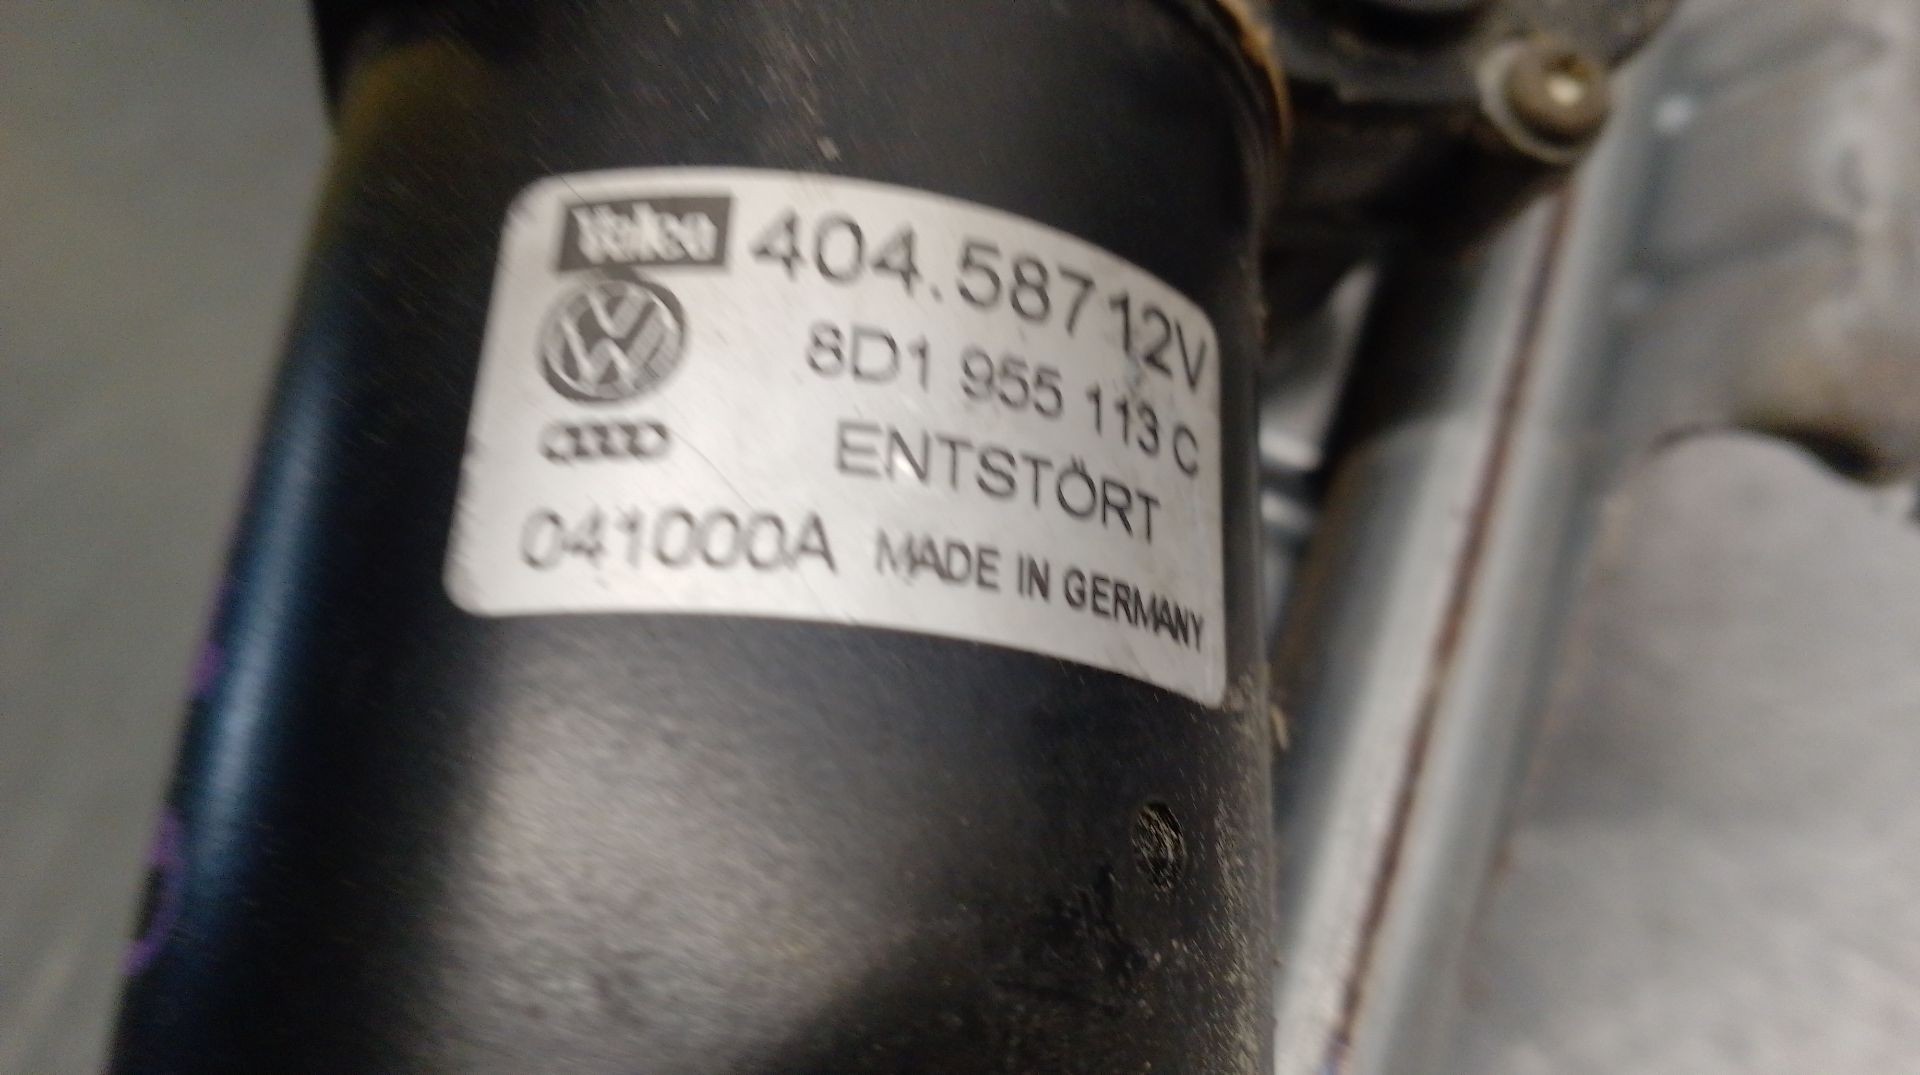 Valeo 404.587 12V
8D1 955 113 C
ENTSTÖRT
041000A MADE IN GERMANY